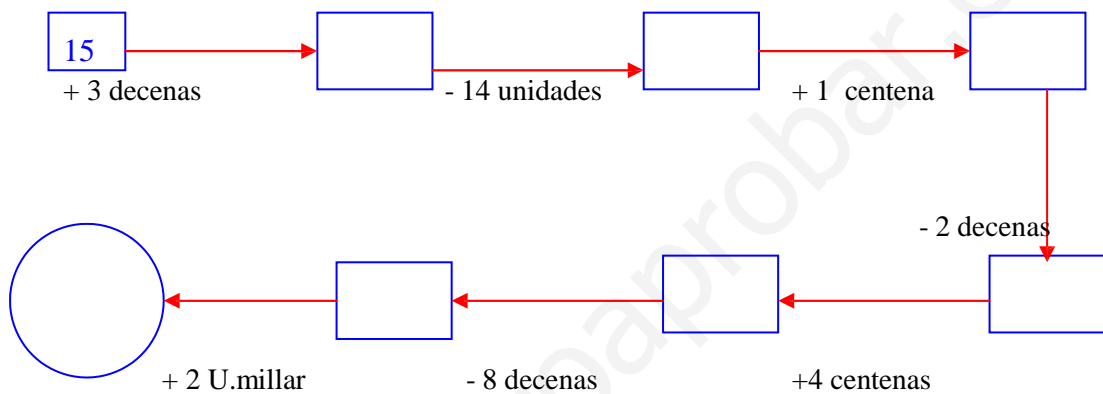 15
+ 3 decenas
- 14 unidades
+ 1 centena
- 2 decenas
+ 2 U.millar
- 8 decenas
+4 centenas